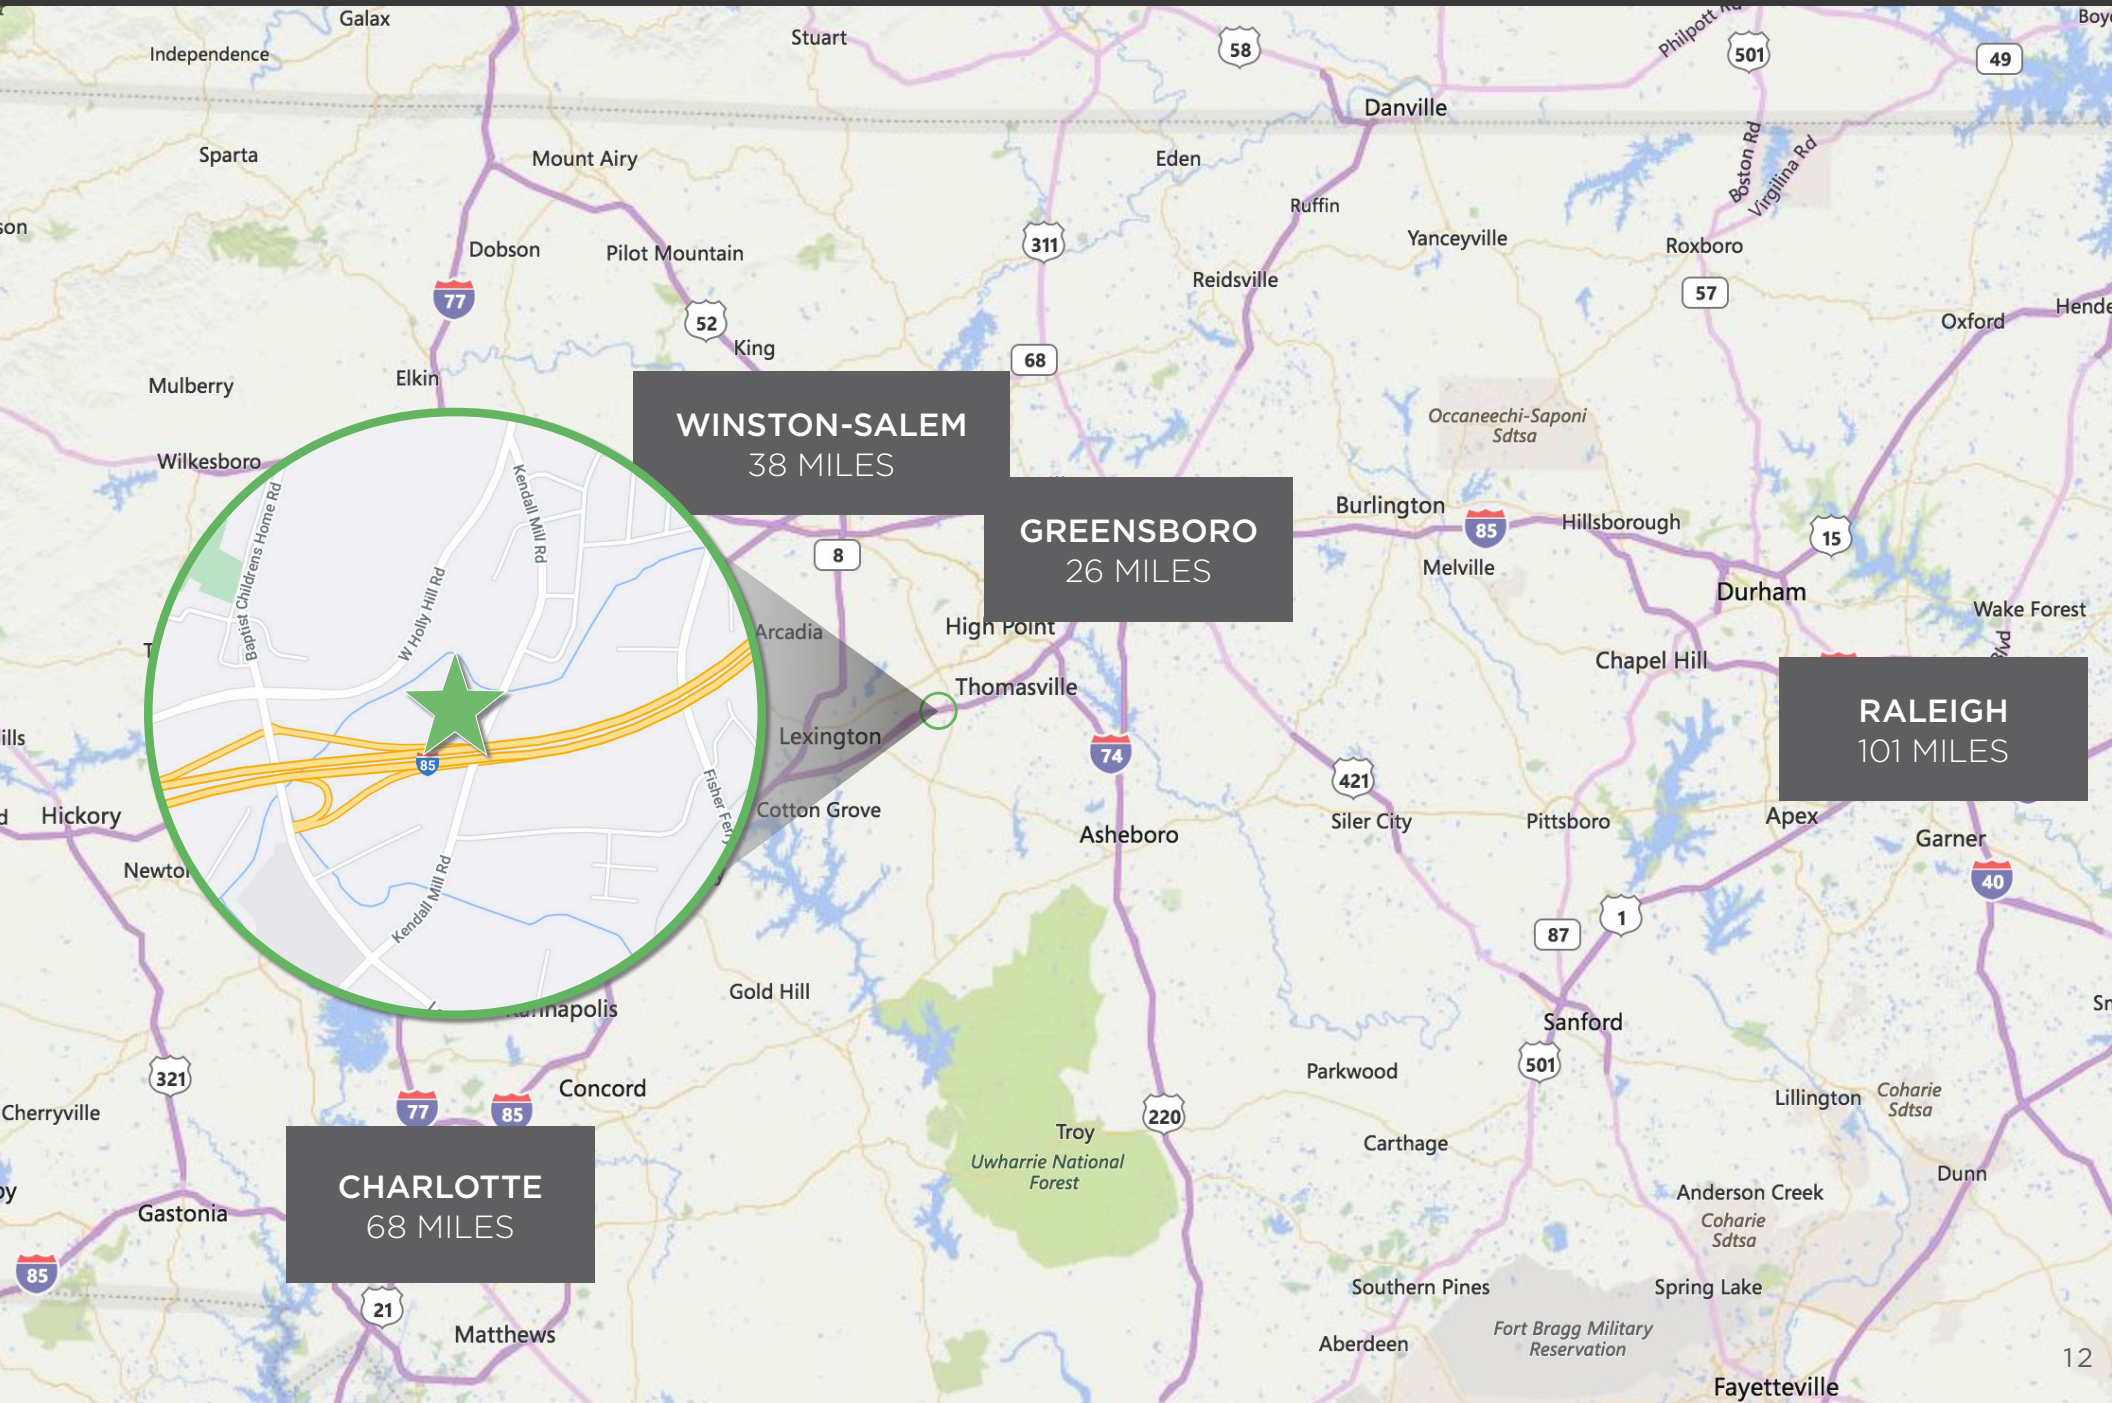 Galax
Independence
Stuart
58
Philpott Rd
501
49
Danville
Sparta
Mount Airy
Eden
Boston Rd
Virgilina Rd
Ruffin
Dobson
Pilot Mountain
311
Yanceyville
Roxboro
77
Reidsville
57
52
Oxford
King
68
Mulberry
Elkin
WINSTON-SALEM
38 MILES
Occaneechi-Saponi
Sdtsa
Wilkesboro
Kendall Mill Rd
Baptist Childrens Home Rd
W Holly Hill Rd
GREENSBORO
26 MILES
Burlington
85
Hillsborough
15
8
Melville
Durham
Wake Forest
Arcadia
High Point
Chapel Hill
Blvd
Thomasville
RALEIGH
101 MILES
Lexington
74
85
421
Fisher Ferry
Hickory
Cotton Grove
Asheboro
Siler City
Pittsboro
Apex
Garner
40
Kendall Mill Rd
87
1
Gold Hill
Sanford
321
501
Parkwood
Concord
77
85
Lillington
Coharie
Sdtsa
Cherryville
220
Troy
Carthage
Uwharrie National
Forest
Dunn
CHARLOTTE
68 MILES
Anderson Creek
Coharie
Sdtsa
Gastonia
85
Southern Pines
Spring Lake
21
Matthews
Aberdeen
Fort Bragg Military
Reservation
12
Fayetteville